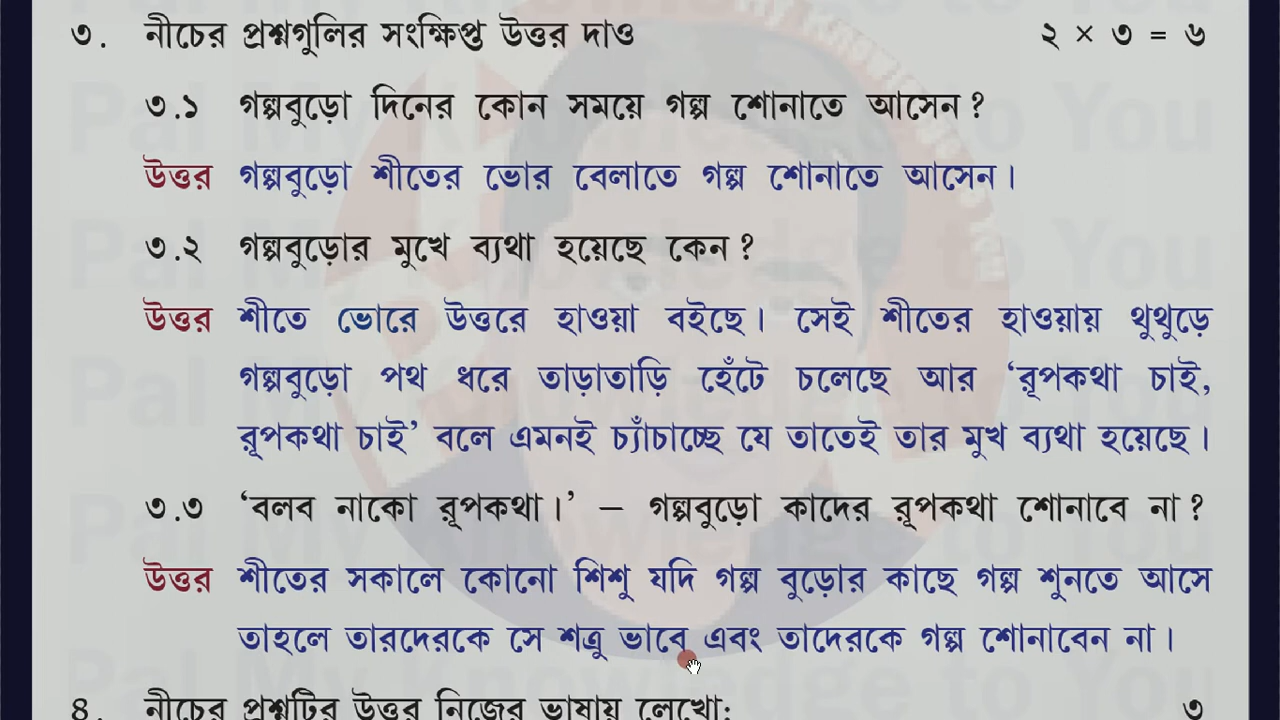 ৩. নীচের প্রশ্নগুলির সংক্ষিপ্ত উত্তর দাও ২ × ৩ = ৬
৩.১ গল্পবুড়ো দিনের কোন সময়ে গল্প শোনাতে আসেন?
উত্তর গল্পবুড়ো শীতের ভোর বেলাতে গল্প শোনাতে আসেন।
৩.২ গল্পবুড়োর মুখে ব্যথা হয়েছে কেন?
উত্তর শীতে ভোরে উত্তরে হাওয়া বইছে। সেই শীতের হাওয়ায় থুথুড়ে
গল্পবুড়ো পথ ধরে তাড়াতাড়ি হেঁটে চলেছে আর ‘রূপকথা চাই,
রূপকথা চাই’ বলে এমনই চ্যাঁচাচ্ছে যে তাতেই তার মুখ ব্যথা হয়েছে।
৩.৩ ‘বলব নাকো রূপকথা।’ – গল্পবুড়ো কাদের রূপকথা শোনাবে না?
উত্তর শীতের সকালে কোনো শিশু যদি গল্প বুড়োর কাছে গল্প শুনতে আসে
তাহলে তারদেরকে সে শত্রু ভাবে এবং তাদেরকে গল্প শোনাবেন না।
৪. নীচের প্রশ্নটির উত্তর নিজের ভাষায় লেখো: ৩